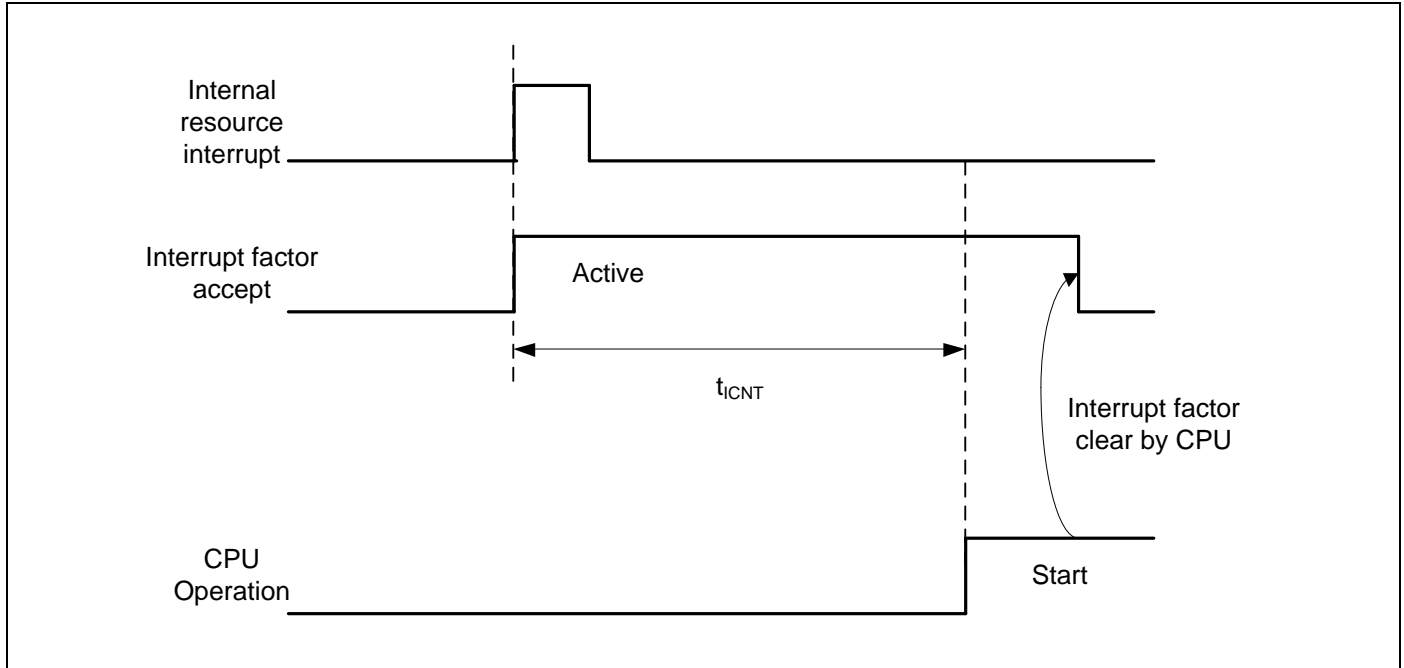 Internal
resource
interrupt
Interrupt factor
accept
Active
tICNT
Interrupt factor
clear by CPU
CPU
Operation
Start